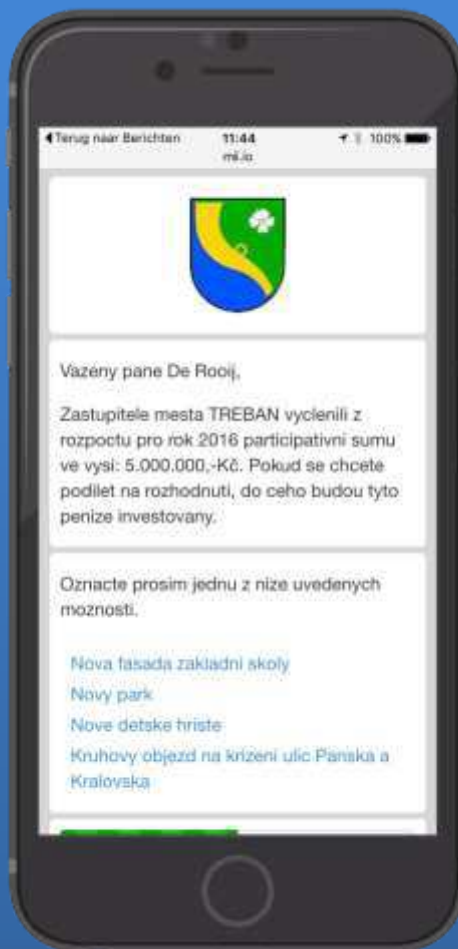 Terug naar Berichten 11:44 100%
mii.io
Vazeny pane De Rooij,
Zastupitele mesta TREBAN vyclenili z
rozpoctu pro rok 2016 participativni sumu
ve vysi: 5.000.000,-Kč. Pokud se chcete
podilet na rozhodnuti, do ceho budou tyto
penize investovany.
Oznacte prosim jednu z nize uvedenych
moznosti.
Nova fasada zakladni skoly
Novy park
Nove detske hriste
Kruhovy objezd na krizeni ulic Panska a
Kralovska